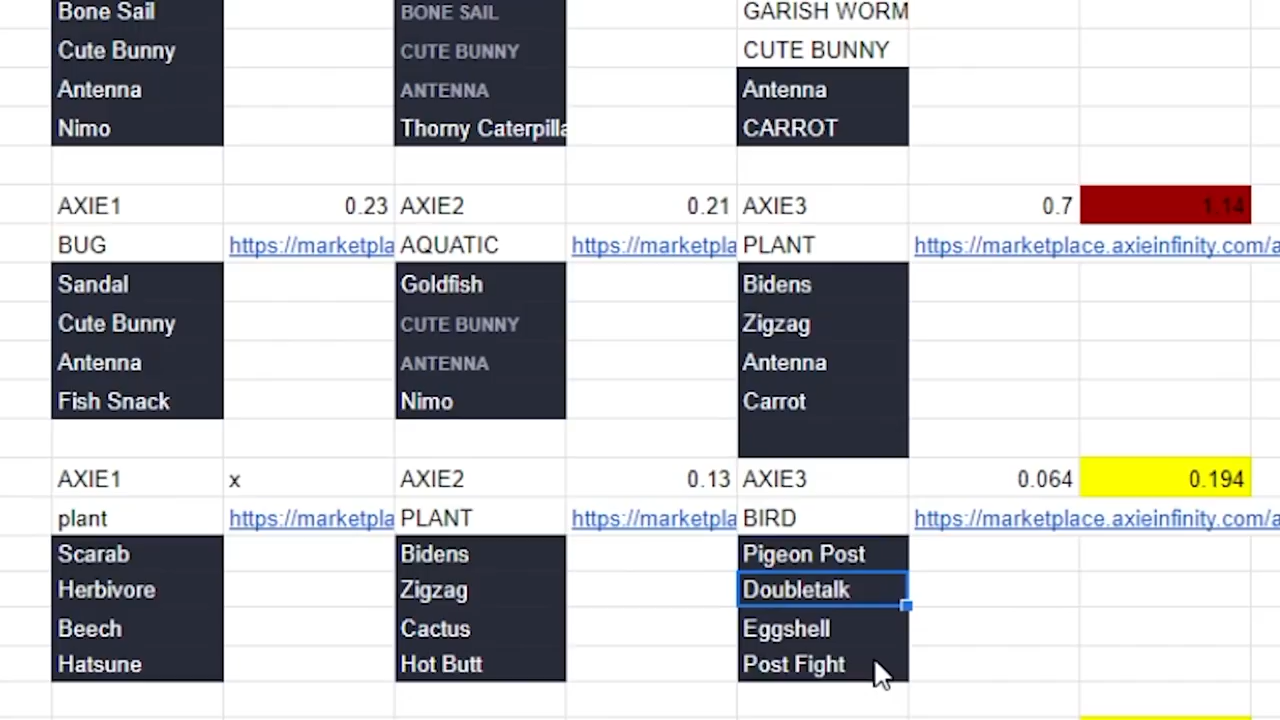 Bone Sail BONE SAIL GARISH WORM
Cute Bunny CUTE BUNNY CUTE BUNNY
Antenna ANTENNA Antenna
Nimo Thorny Caterpilla CARROT
AXIE1 0.23 AXIE2 0.21 AXIE3 0.7 1.14
BUG https://marketpla AQUATIC https://marketpla PLANT https://marketplace.axieinfinity.com/a
Sandal Goldfish Bidens
Cute Bunny CUTE BUNNY Zigzag
Antenna ANTENNA Antenna
Fish Snack Nimo Carrot
AXIE1 x AXIE2 0.13 AXIE3 0.064 0.194
plant https://marketpla PLANT https://marketpla BIRD https://marketplace.axieinfinity.com/a
Scarab Bidens Pigeon Post
Herbivore Zigzag Doubletalk
Beech Cactus Eggshell
Hatsune Hot Butt Post Fight